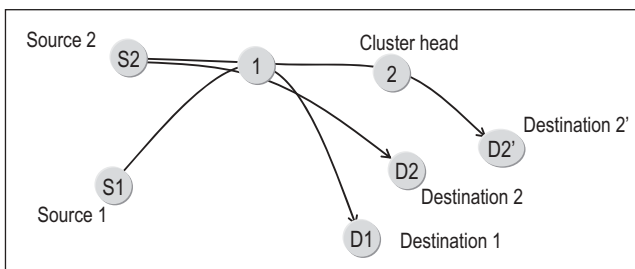 Source 2
S2
1
Cluster head
2
Destination 2'
D2'
D2
Destination 2
S1
Source 1
D1
Destination 1